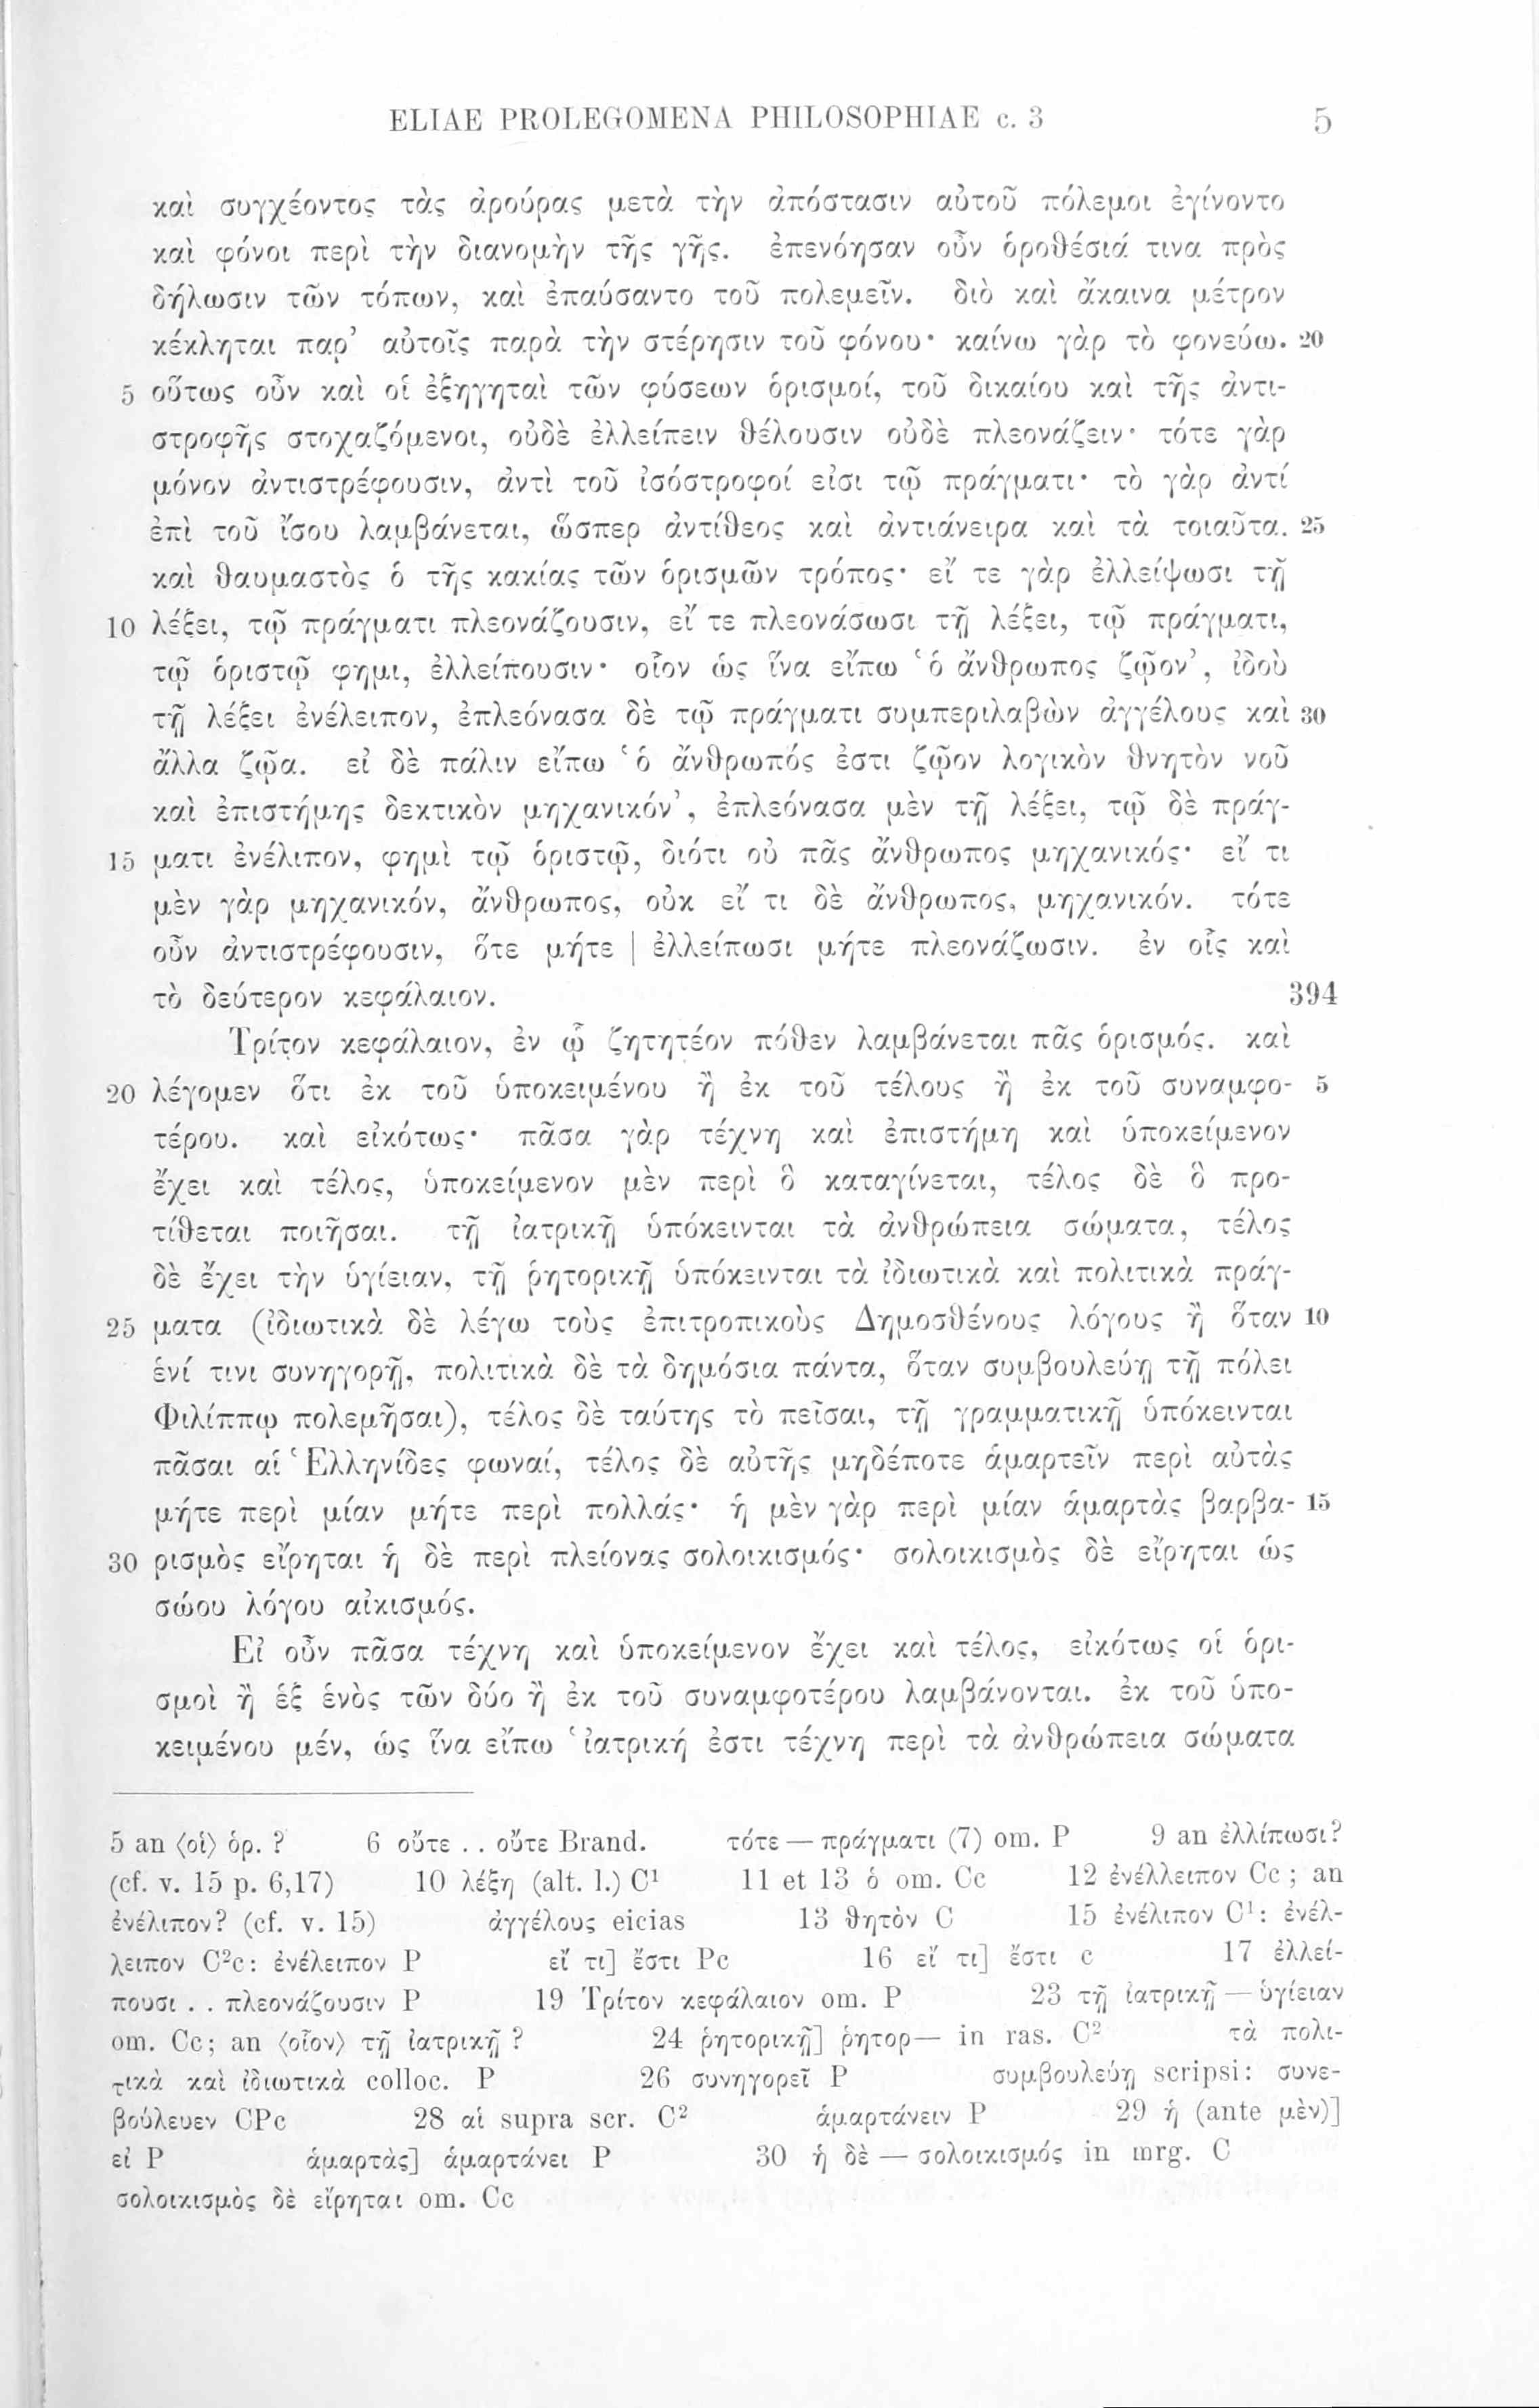 ELIAE PROLEGOMENA PHILOSOPHIAE c. 3 5
καὶ συγχέοντος τὰς ἀρούρας μετὰ τὴν ἀπόστασιν αὐτοῦ πόλεμοι ἐγίνοντο
καὶ φόνοι περὶ τὴν διανομὴν τῆς γῆς. ἐπενόησαν οὖν ὁροθέσιά τινα πρὸς
δήλωσιν τῶν τόπων, καὶ ἐπαύσαντο τοῦ πολεμεῖν. διὸ καὶ ἄκαινα μέτρον
κέκληται παρ’ αὐτοῖς παρὰ τὴν στέρησιν τοῦ φόνου· καίνω γὰρ τὸ φονεύω. 20
5 οὕτως οὖν καὶ οἱ ἐξηγηταὶ τῶν φύσεων ὁρισμοί, τοῦ δικαίου καὶ τῆς ἀντι-
στροφῆς στοχαζόμενοι, οὐδὲ ἐλλείπειν θέλουσιν οὐδὲ πλεονάζειν· τότε γὰρ
μόνον ἀντιστρέφουσιν, ἀντὶ τοῦ ἰσόστροφοί εἰσι τῷ πράγματι· τὸ γὰρ ἀντί
ἐπὶ τοῦ ἴσου λαμβάνεται, ὥσπερ ἀντίθεος καὶ ἀντιάνειρα καὶ τὰ τοιαῦτα. 25
καὶ θαυμαστὸς ὁ τῆς κακίας τῶν ὁρισμῶν τρόπος· εἴ τε γὰρ ἐλλείψωσι τῇ
10 λέξει, τῷ πράγματι πλεονάζουσιν, εἴ τε πλεονάσωσι τῇ λέξει, τῷ πράγματι,
τῷ ὁριστῷ φημι, ἐλλείπουσιν· οἷον ὡς ἵνα εἴπω ‘ὁ ἄνθρωπος ζῷον’, ἰδοὺ
τῇ λέξει ἐνέλειπον, ἐπλεόνασα δὲ τῷ πράγματι συμπεριλαβὼν ἀγγέλους καὶ 30
ἄλλα ζῷα. εἰ δὲ πάλιν εἴπω ‘ὁ ἄνθρωπός ἐστι ζῷον λογικὸν θνητὸν νοῦ
καὶ ἐπιστήμης δεκτικὸν μηχανικόν’, ἐπλεόνασα μὲν τῇ λέξει, τῷ δὲ πράγ-
15 ματι ἐνέλιπον, φημὶ τῷ ὁριστῷ, διότι οὐ πᾶς ἄνθρωπος μηχανικός· εἴ τι
μὲν γὰρ μηχανικόν, ἄνθρωπος, οὐκ εἴ τι δὲ ἄνθρωπος, μηχανικόν. τότε
οὖν ἀντιστρέφουσιν, ὅτε μήτε | ἐλλείπωσι μήτε πλεονάζωσιν. ἐν οἷς καὶ
τὸ δεύτερον κεφάλαιον. 394
Τρίτον κεφάλαιον, ἐν ᾧ ζητητέον πόθεν λαμβάνεται πᾶς ὁρισμός. καὶ
20 λέγομεν ὅτι ἐκ τοῦ ὑποκειμένου ἢ ἐκ τοῦ τέλους ἢ ἐκ τοῦ συναμφο- 5
τέρου. καὶ εἰκότως· πᾶσα γὰρ τέχνη καὶ ἐπιστήμη καὶ ὑποκείμενον
ἔχει καὶ τέλος, ὑποκείμενον μὲν περὶ ὃ καταγίνεται, τέλος δὲ ὃ προ-
τίθεται ποιῆσαι. τῇ ἰατρικῇ ὑπόκεινται τὰ ἀνθρώπεια σώματα, τέλος
δὲ ἔχει τὴν ὑγίειαν, τῇ ῥητορικῇ ὑπόκεινται τὰ ἰδιωτικὰ καὶ πολιτικὰ πράγ-
25 ματα (ἰδιωτικὰ δὲ λέγω τοὺς ἐπιτροπικοὺς Δημοσθένους λόγους ἢ ὅταν 10
ἑνί τινι συνηγορῇ, πολιτικὰ δὲ τὰ δημόσια πάντα, ὅταν συμβουλεύῃ τῇ πόλει
Φιλίππῳ πολεμῆσαι), τέλος δὲ ταύτης τὸ πεῖσαι, τῇ γραμματικῇ ὑπόκεινται
πᾶσαι αἱ Ἑλληνίδες φωναί, τέλος δὲ αὐτῆς μηδέποτε ἁμαρτεῖν περὶ αὐτὰς
μήτε περὶ μίαν μήτε περὶ πολλάς· ἡ μὲν γὰρ περὶ μίαν ἁμαρτὰς βαρβα- 15
30 ρισμὸς εἴρηται ἡ δὲ περὶ πλείονας σολοικισμός· σολοικισμὸς δὲ εἴρηται ὡς
σώου λόγου αἰκισμός.
Εἰ οὖν πᾶσα τέχνη καὶ ὑποκείμενον ἔχει καὶ τέλος, εἰκότως οἱ ὁρι-
σμοὶ ἢ ἐξ ἑνὸς τῶν δύο ἢ ἐκ τοῦ συναμφοτέρου λαμβάνονται. ἐκ τοῦ ὑπο-
κειμένου μέν, ὡς ἵνα εἴπω ‘ἰατρική ἐστι τέχνη περὶ τὰ ἀνθρώπεια σώματα
5 an ⟨οἱ⟩ ὁρ. ? 6 οὔτε . . οὔτε Brand. τότε — πράγματι (7) om. P 9 an ἐλλίπωσι?
(cf. v. 15 p. 6,17) 10 λέξη (alt. l.) C¹ 11 et 13 ὁ om. Cc 12 ἐνέλλειπον Cc ; an
ἐνέλιπον? (cf. v. 15) ἀγγέλους eicias 13 θητὸν C 15 ἐνέλιπον C¹: ἐνέλ-
λειπον C²c: ἐνέλειπον P εἴ τι] ἔστι Pc 16 εἴ τι] ἔστι c 17 ἐλλεί-
πουσι . . πλεονάζουσιν P 19 Τρίτον κεφάλαιον om. P 23 τῇ ἰατρικῇ — ὑγίειαν
om. Cc; an ⟨οἷον⟩ τῇ ἰατρικῇ ? 24 ῥητορικῇ] ῥητορ— in ras. C² τὰ πολι-
τικὰ καὶ ἰδιωτικὰ colloc. P 26 συνηγορεῖ P συμβουλεύῃ scripsi: συνε-
βούλευεν CPc 28 αἱ supra scr. C² ἁμαρτάνειν P 29 ἡ (ante μὲν)]
εἰ P ἁμαρτὰς] ἁμαρτάνει P 30 ἡ δὲ — σολοικισμός in mrg. C
σολοικισμὸς δὲ εἴρηται om. Cc